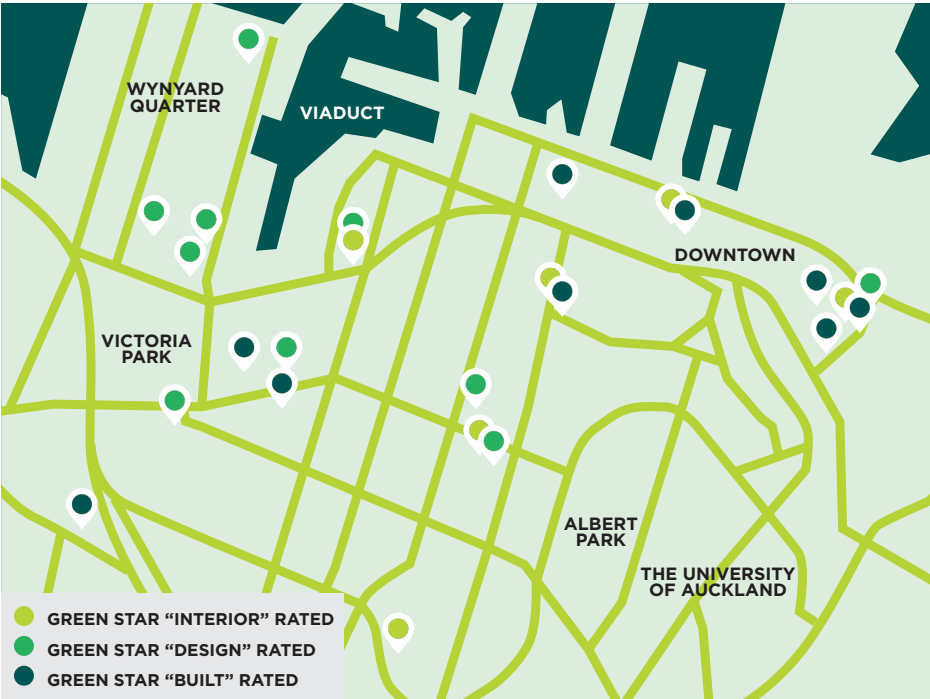 WYNYARD
QUARTER
VIADUCT
DOWNTOWN
VICTORIA
PARK
ALBERT
PARK
THE UNIVERSITY
OF AUCKLAND
GREEN STAR “INTERIOR” RATED
GREEN STAR “DESIGN” RATED
GREEN STAR “BUILT” RATED